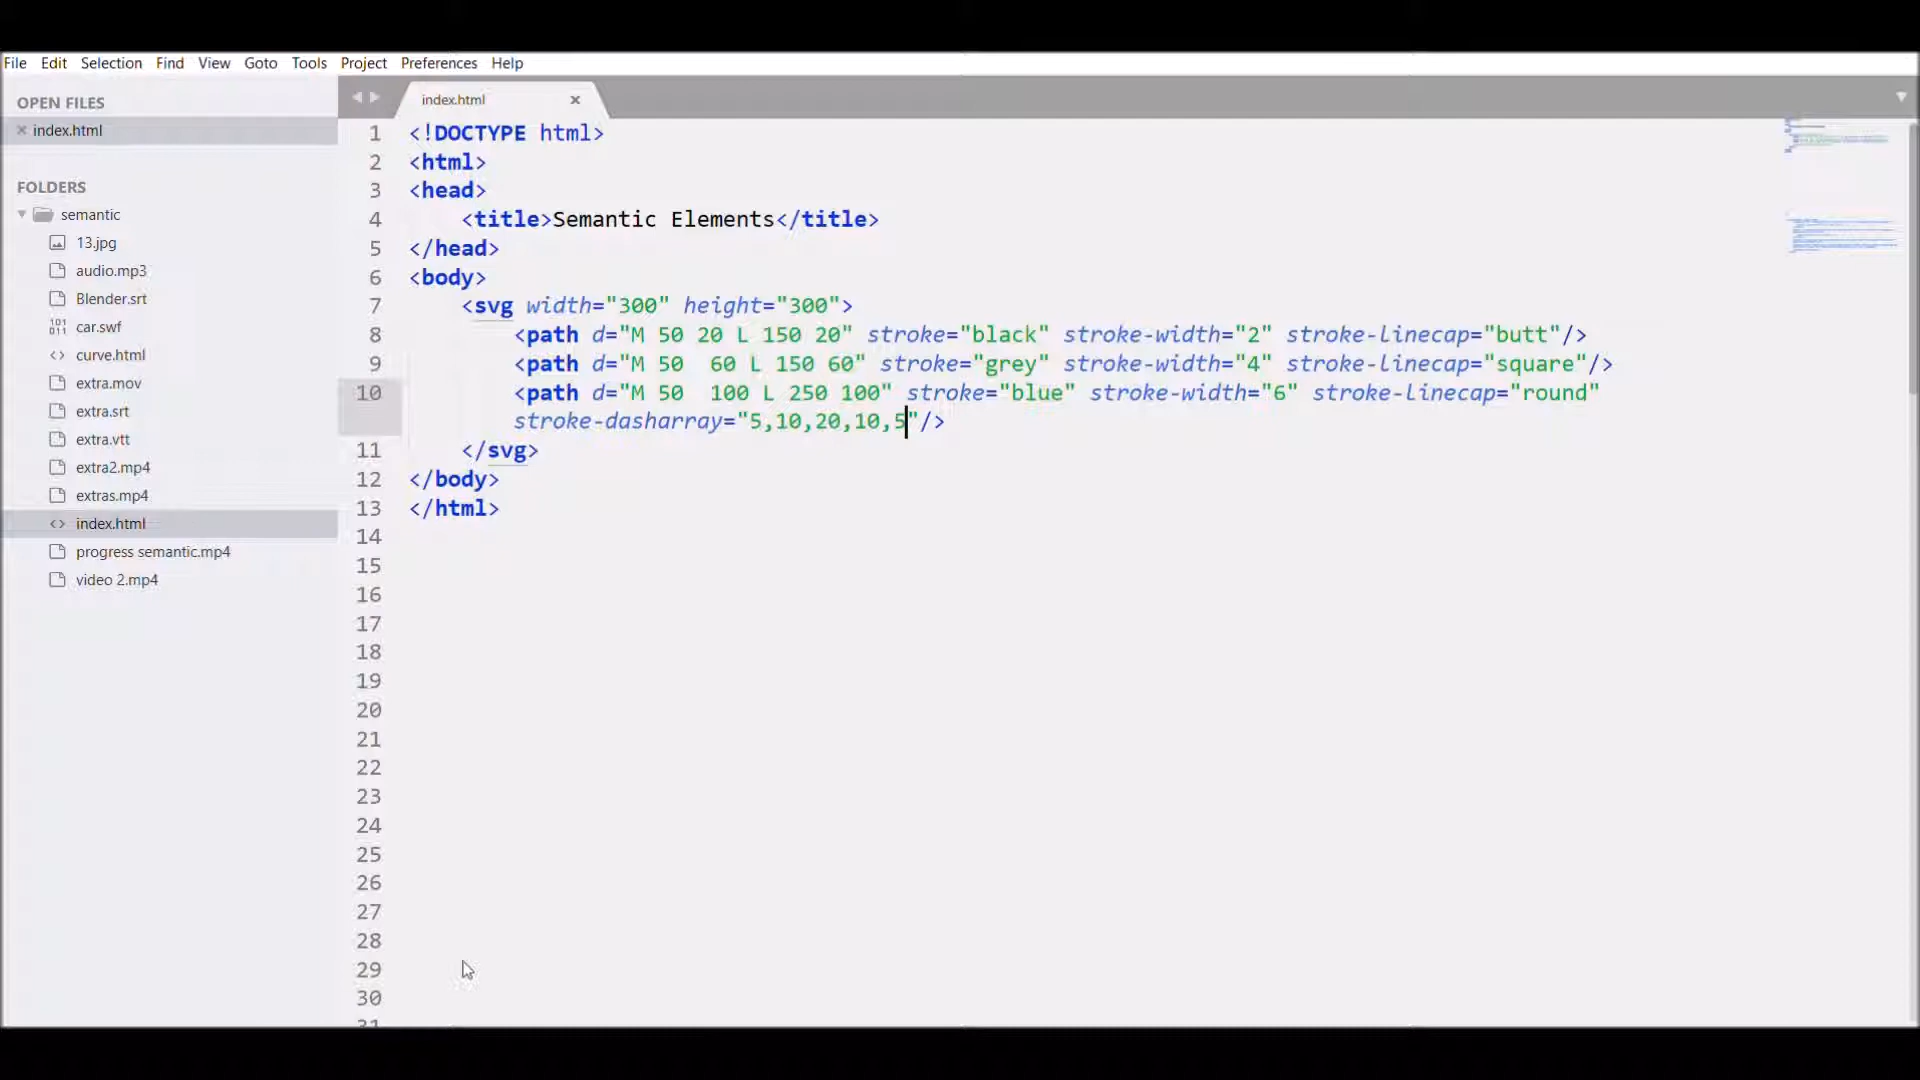 File Edit Selection Find View Goto Tools Project Preferences Help
OPEN FILES
index.html
FOLDERS
semantic
13.jpg
audio.mp3
Blender.srt
car.swf
curve.html
extra.mov
extra.srt
extra.vtt
extra2.mp4
extras.mp4
index.html
progress semantic.mp4
video 2.mp4
index.html
1 <!DOCTYPE html>
2 <html>
3 <head>
4 <title>Semantic Elements</title>
5 </head>
6 <body>
7 <svg width="300" height="300">
8 <path d="M 50 20 L 150 20" stroke="black" stroke-width="2" stroke-linecap="butt"/>
9 <path d="M 50  60 L 150 60" stroke="grey" stroke-width="4" stroke-linecap="square"/>
10 <path d="M 50  100 L 250 100" stroke="blue" stroke-width="6" stroke-linecap="round"
stroke-dasharray="5,10,20,10,5"/>
11 </svg>
12 </body>
13 </html>
14
15
16
17
18
19
20
21
22
23
24
25
26
27
28
29
30
31